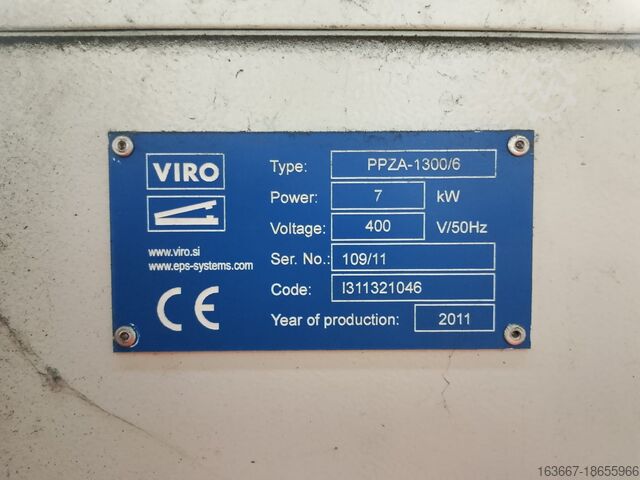 VIRO
www.viro.si
www.eps-systems.com
CE
Type: PPZA-1300/6
Power: 7 kW
Voltage: 400 V/50Hz
Ser. No.: 109/11
Code: I311321046
Year of production: 2011
163667-18655966